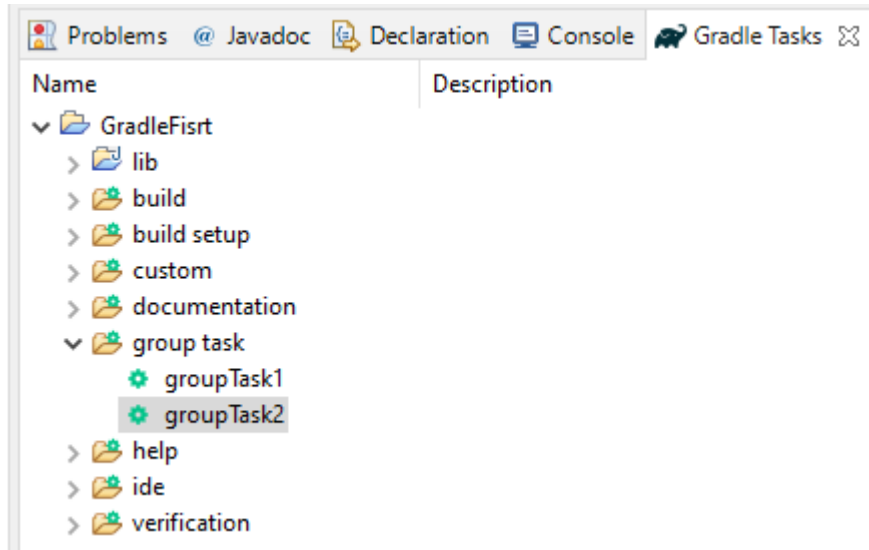 Problems @ Javadoc Declaration Console Gradle Tasks
Name Description
GradleFisrt
lib
build
build setup
custom
documentation
group task
groupTask1
groupTask2
help
ide
verification